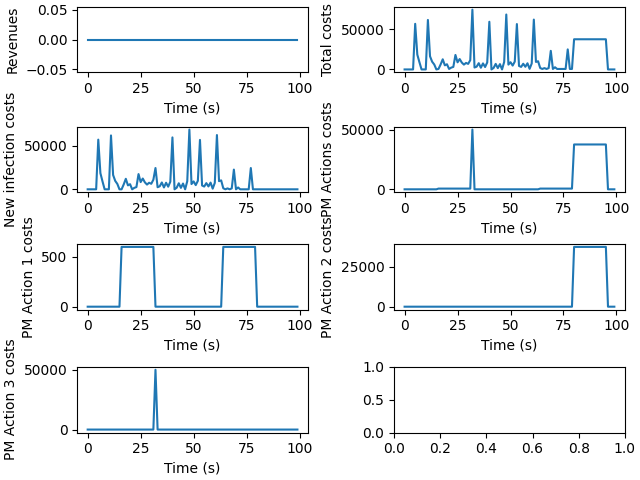 Revenues
0.05
0.00
−0.05
0 25 50 75 100
Time (s)
Total costs
50000
0
0 25 50 75 100
Time (s)
New infection costs
50000
0
0 25 50 75 100
Time (s)
PM Actions costs
50000
0
0 25 50 75 100
Time (s)
PM Action 1 costs
500
0
0 25 50 75 100
Time (s)
PM Action 2 costs
25000
0
0 25 50 75 100
Time (s)
PM Action 3 costs
50000
0
0 25 50 75 100
Time (s)
1.0
0.5
0.0
0.0 0.2 0.4 0.6 0.8 1.0